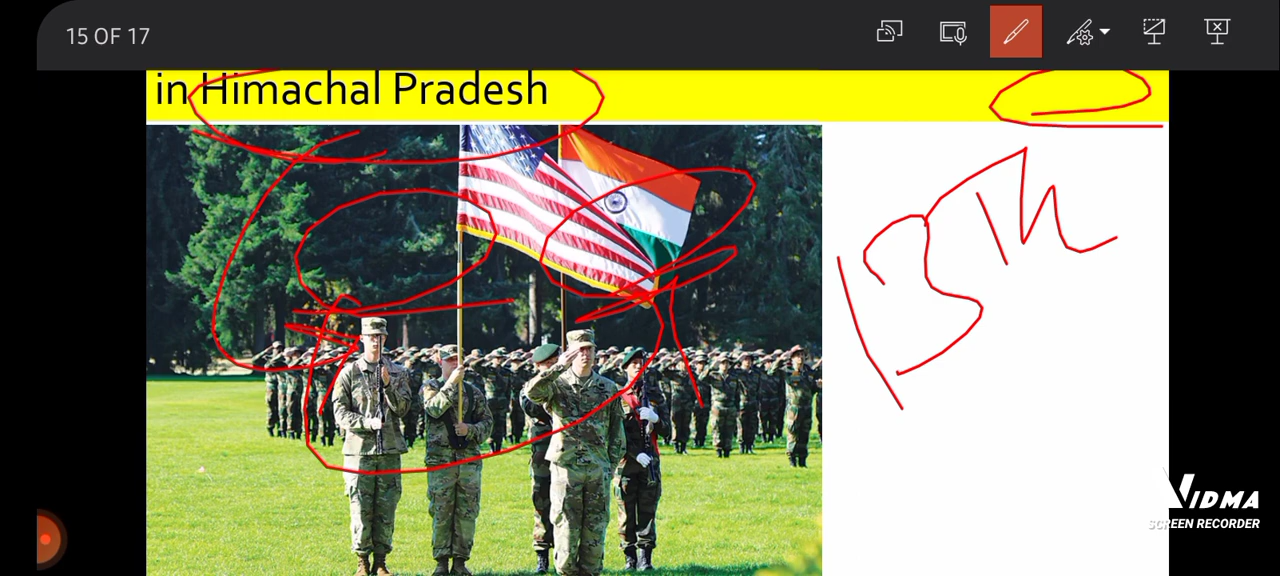 15 OF 17
in Himachal Pradesh
13th
VIDMA
SCREEN RECORDER